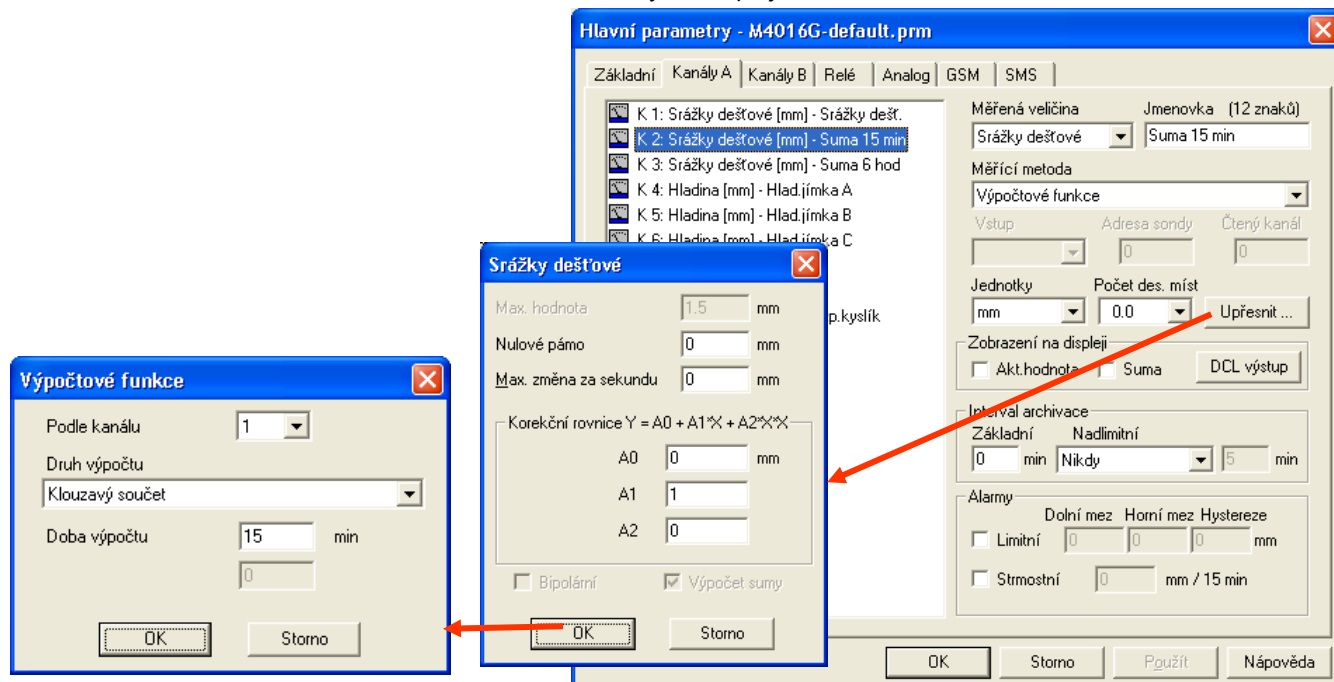 Hlavní parametry - M4016G-default.prm
Základní Kanály A Kanály B Relé Analog GSM SMS
K 1: Srážky dešťové [mm] - Srážky dešť.
K 2: Srážky dešťové [mm] - Suma 15 min
K 3: Srážky dešťové [mm] - Suma 6 hod
K 4: Hladina [mm] - Hlad.jímka A
K 5: Hladina [mm] - Hlad.jímka B
K 6: Hladina [mm] - Hlad.jímka C
p.kyslík
Měřená veličina Jmenovka (12 znaků)
Srážky dešťové Suma 15 min
Měřící metoda
Výpočtové funkce
Vstup Adresa sondy Čtený kanál
0 0
Jednotky Počet des. míst
mm 0.0 Upřesnit ...
Zobrazení na displeji
Akt.hodnota Suma DCL výstup
Interval archivace
Základní Nadlimitní
0 min Nikdy 5 min
Alarmy
Dolní mez Horní mez Hystereze
Limitní 0 0 0 mm
Strmostní 0 mm / 15 min
OK Storno Použít Nápověda
Srážky dešťové
Max. hodnota 1.5 mm
Nulové pámo 0 mm
Max. změna za sekundu 0 mm
Korekční rovnice Y = A0 + A1*X + A2*X*X
A0 0 mm
A1 1
A2 0
Bipolární Výpočet sumy
OK Storno
Výpočtové funkce
Podle kanálu 1
Druh výpočtu
Klouzavý součet
Doba výpočtu 15 min
0
OK Storno